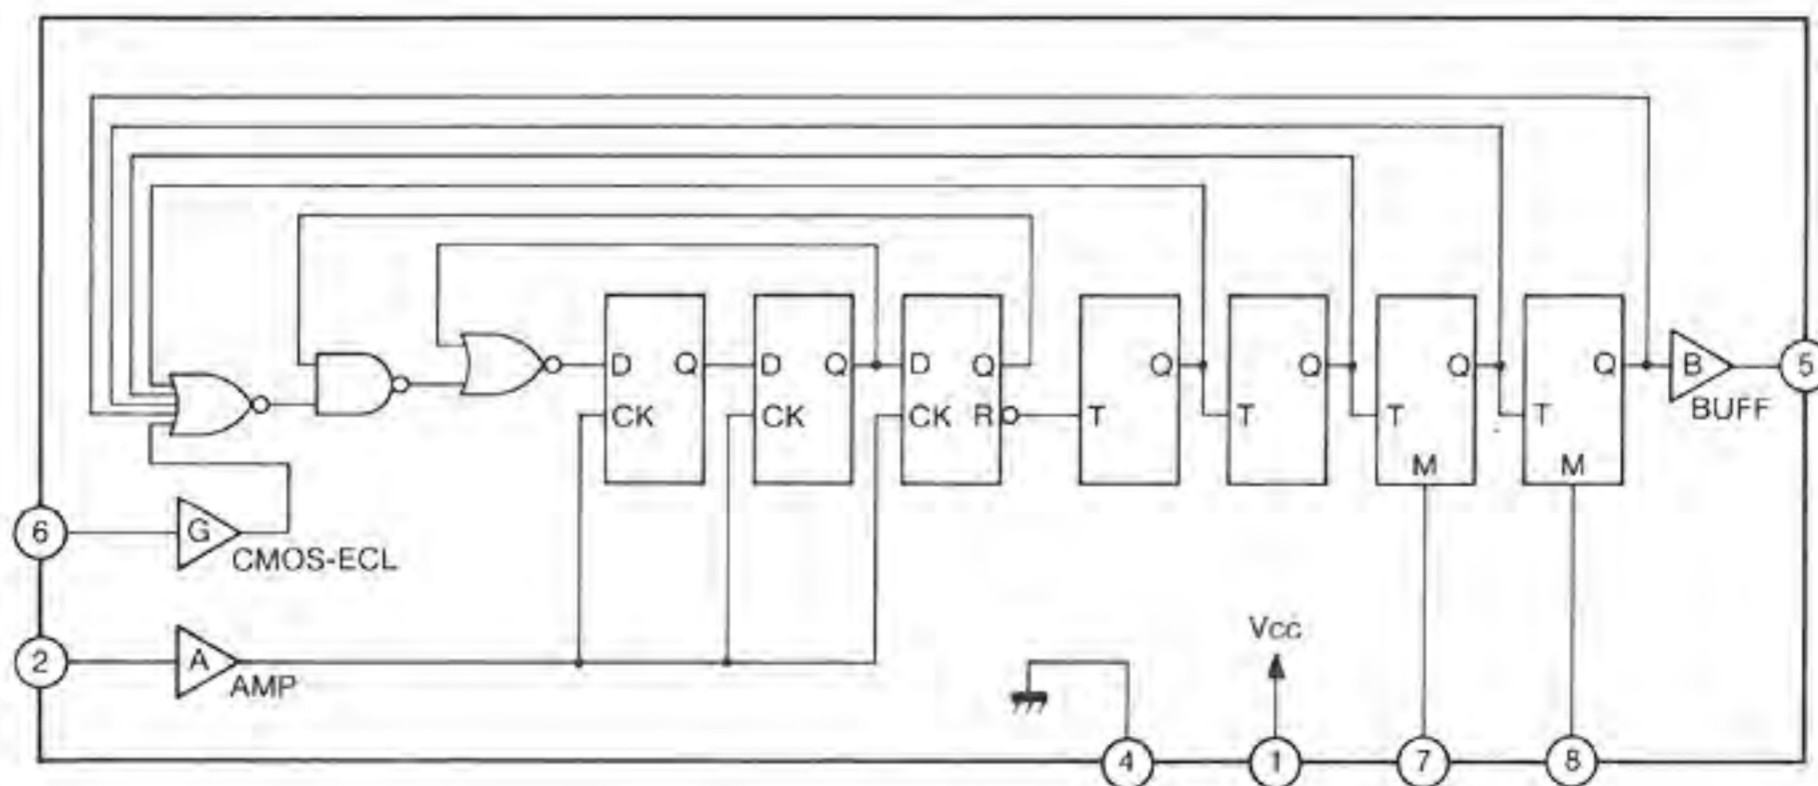 D Q D Q D Q Q Q Q Q B 5
CK CK CK R T T T T BUFF
M M
6 G CMOS-ECL
2 A AMP
Vcc
4 1 7 8